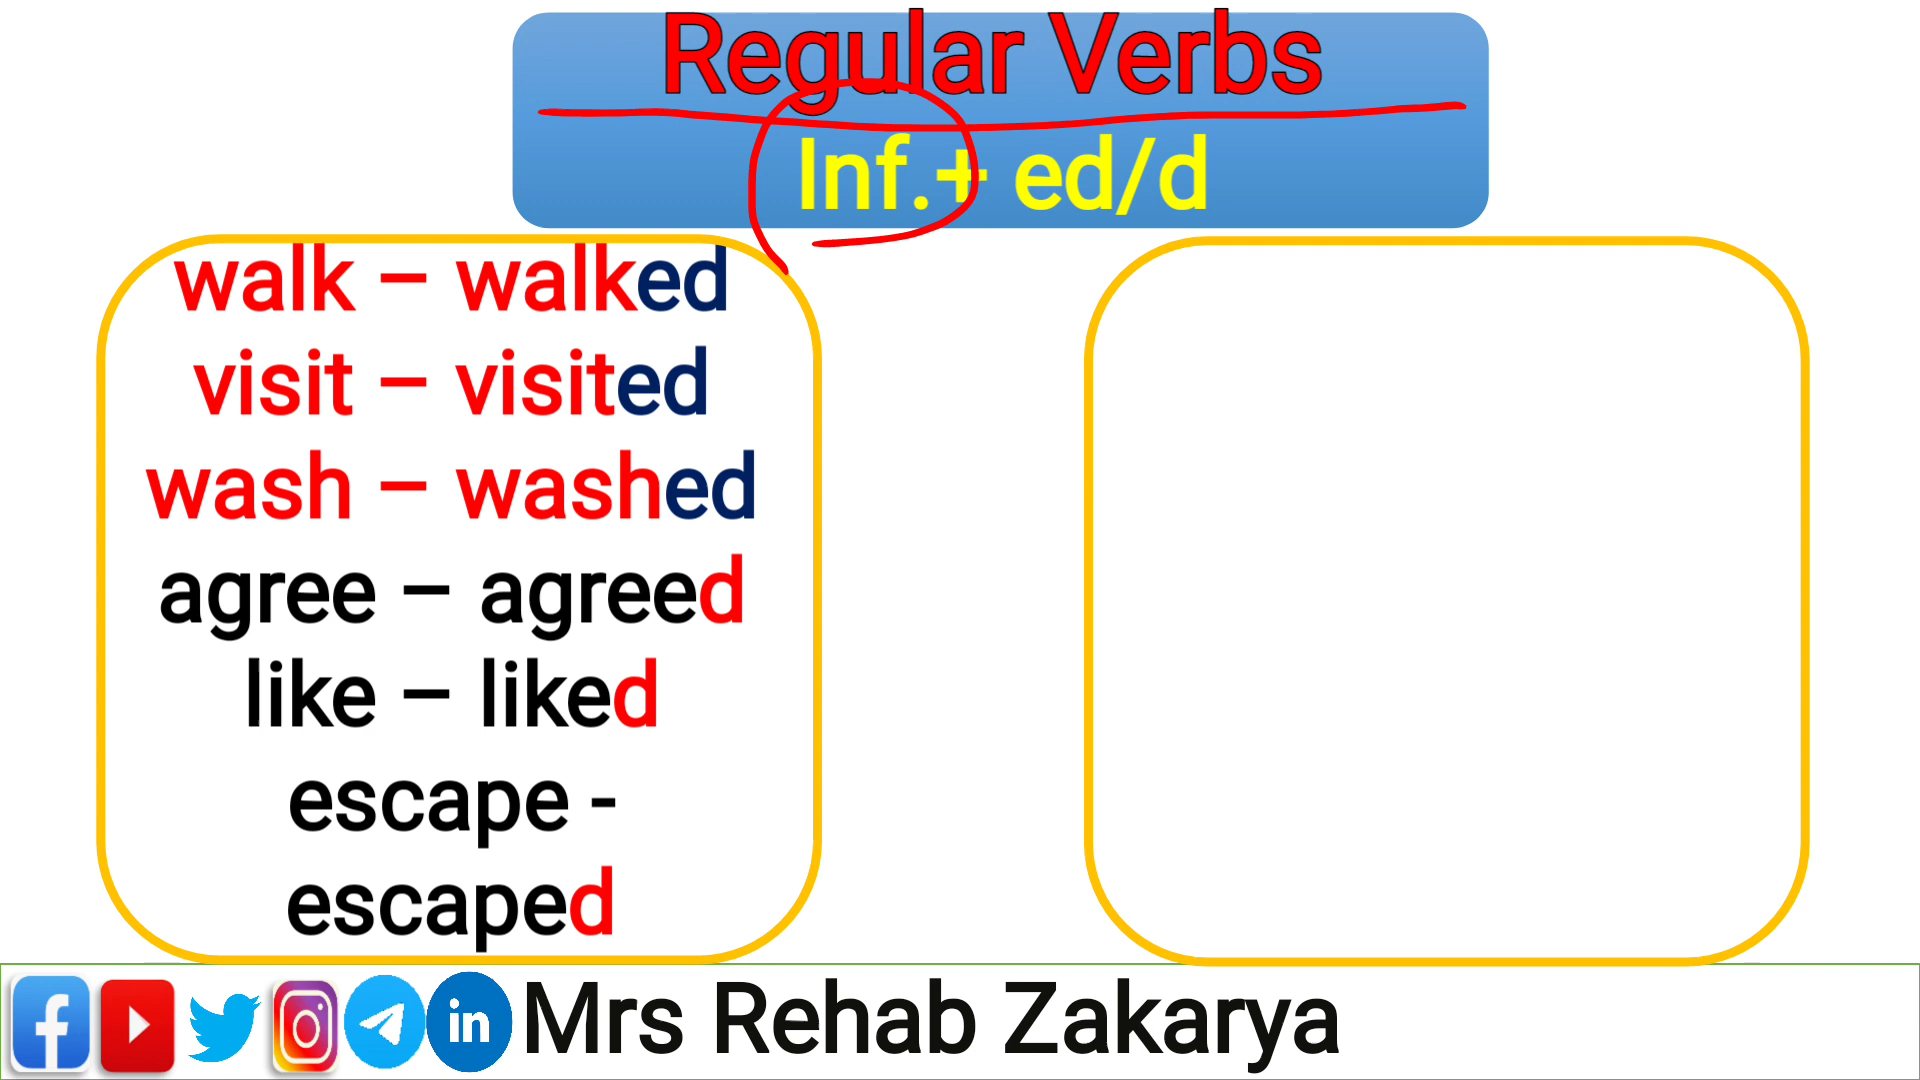 Regular Verbs
Inf.+ ed/d
walk – walked
visit – visited
wash – washed
agree – agreed
like – liked
escape -
escaped
Mrs Rehab Zakarya